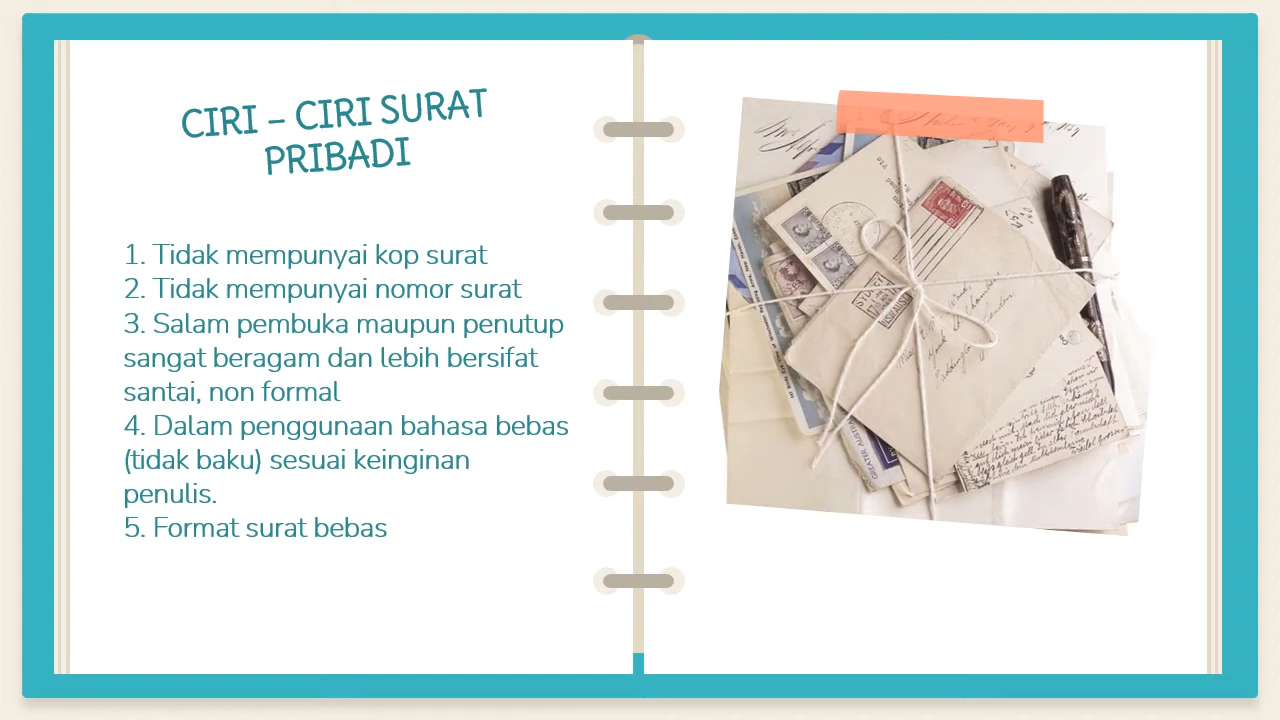 CIRI – CIRI SURAT
PRIBADI
1. Tidak mempunyai kop surat
2. Tidak mempunyai nomor surat
3. Salam pembuka maupun penutup
sangat beragam dan lebih bersifat
santai, non formal
4. Dalam penggunaan bahasa bebas
(tidak baku) sesuai keinginan
penulis.
5. Format surat bebas